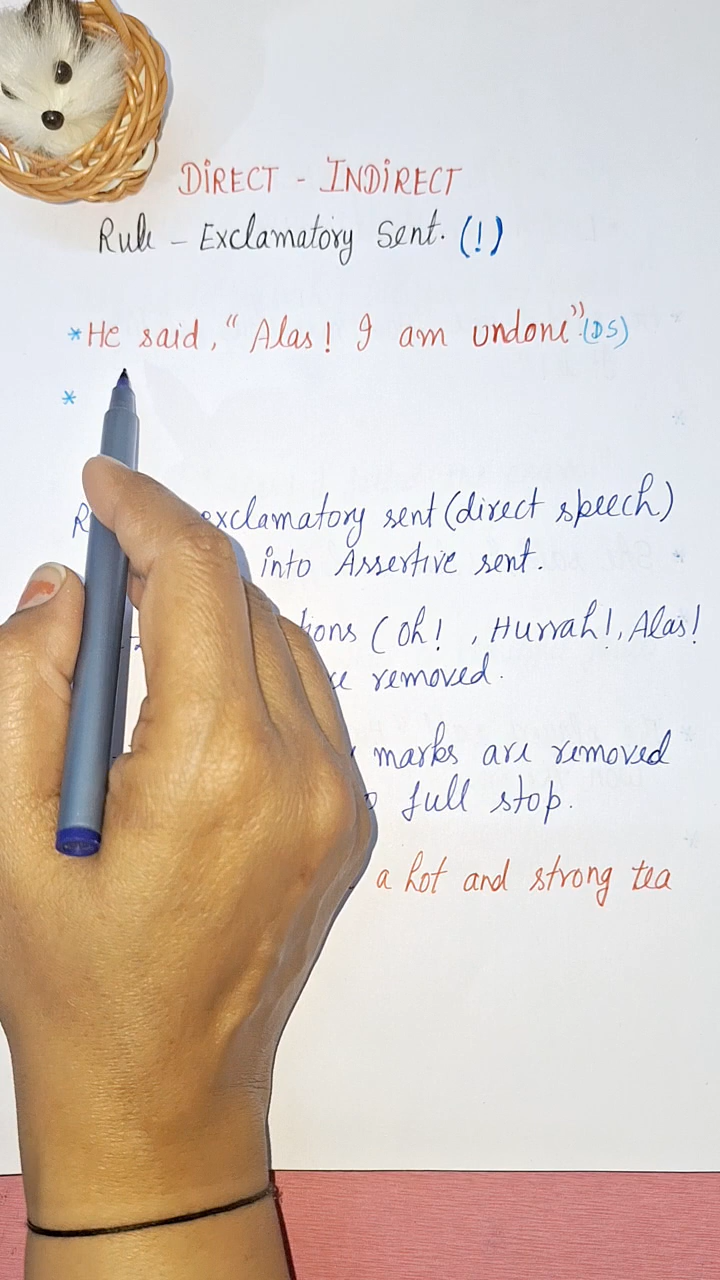 DIRECT - INDIRECT
Rule - Exclamatory Sent. (!)
* He said, "Alas! I am undone". (DS)
*
exclamatory sent (direct speech)
into Assertive sent.
(Oh! , Hurrah!, Alas!
removed.
marks are removed
full stop.
a hot and strong tea